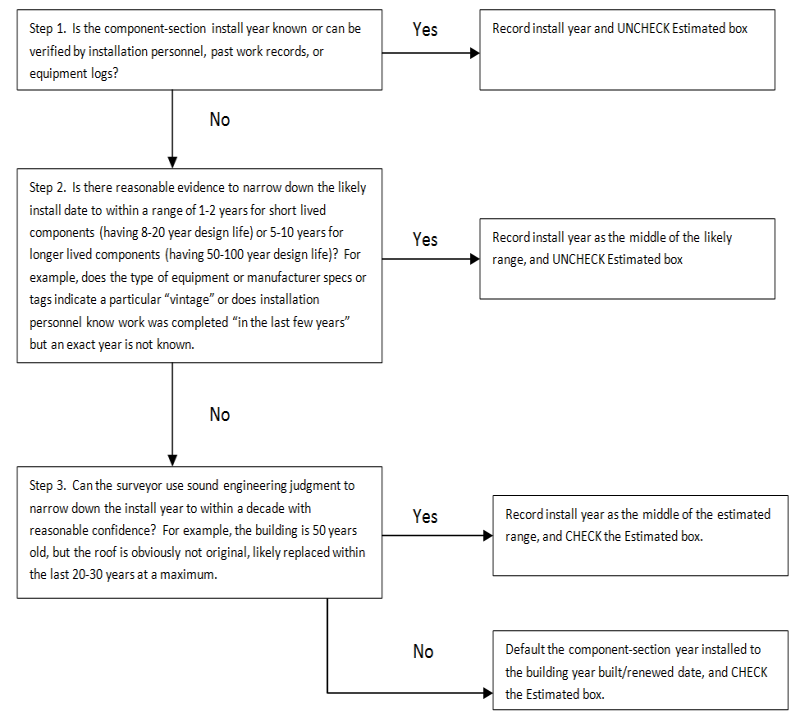 Step 1. Is the component-section install year known or can be
verified by installation personnel, past work records, or
equipment logs?
Yes
Record install year and UNCHECK Estimated box
No
Step 2. Is there reasonable evidence to narrow down the likely
install date to within a range of 1-2 years for short lived
components (having 8-20 year design life) or 5-10 years for
longer lived components (having 50-100 year design life)? For
example, does the type of equipment or manufacturer specs or
tags indicate a particular “vintage” or does installation
personnel know work was completed “in the last few years”
but an exact year is not known.
Yes
Record install year as the middle of the likely
range, and UNCHECK Estimated box
No
Step 3. Can the surveyor use sound engineering judgment to
narrow down the install year to within a decade with
reasonable confidence? For example, the building is 50 years
old, but the roof is obviously not original, likely replaced within
the last 20-30 years at a maximum.
Yes
Record install year as the middle of the estimated
range, and CHECK the Estimated box.
No
Default the component-section year installed to
the building year built/renewed date, and CHECK
the Estimated box.